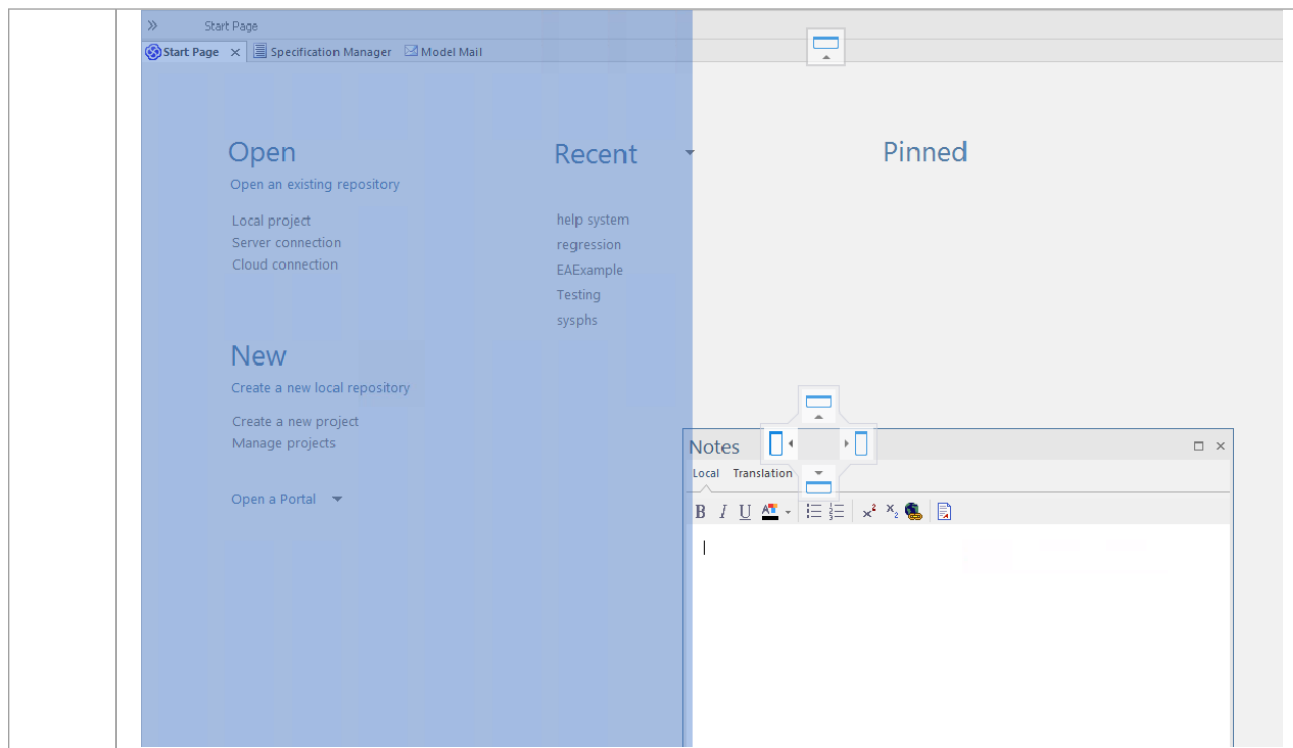 » Start Page
Start Page × Specification Manager Model Mail
Open
Open an existing repository
Local project
Server connection
Cloud connection
New
Create a new local repository
Create a new project
Manage projects
Open a Portal
Recent
help system
regression
EAExample
Testing
sysphs
Pinned
Notes
Local Translation
B I U A x² x₂